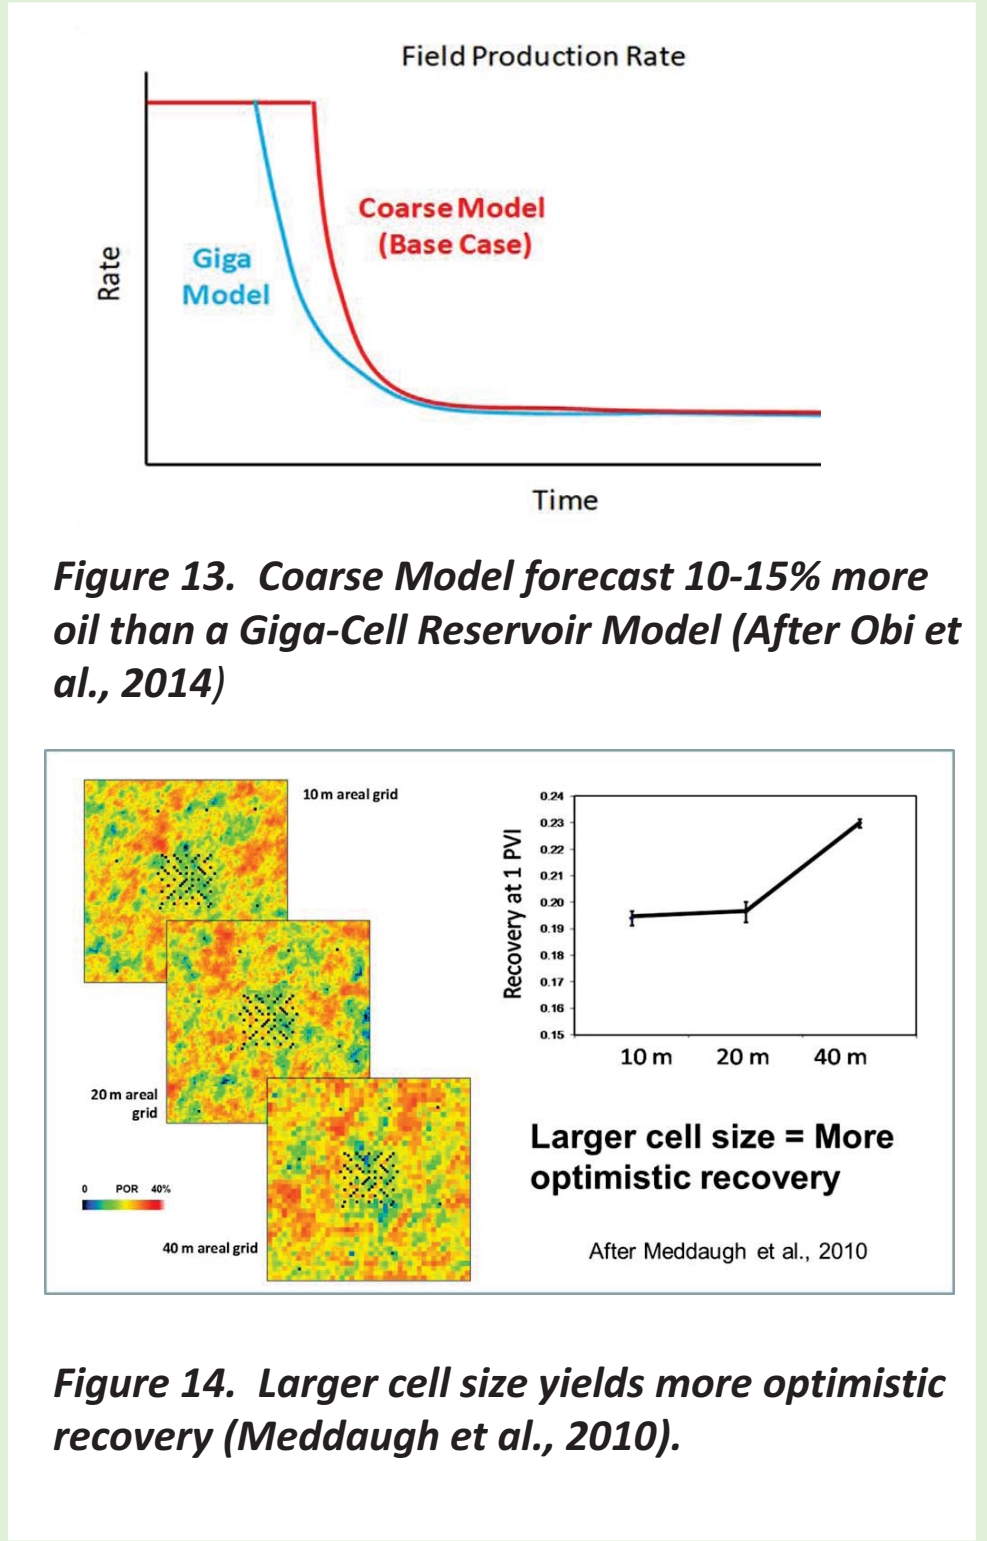 Field Production Rate
Coarse Model
(Base Case)
Giga
Model
Rate
Time
Figure 13.  Coarse Model forecast 10-15% more
oil than a Giga-Cell Reservoir Model (After Obi et
al., 2014)
10 m areal grid
20 m areal
grid
0 POR 40%
40 m areal grid
Recovery at 1 PVI
0.24
0.23
0.22
0.21
0.20
0.19
0.18
0.17
0.16
0.15
10 m 20 m 40 m
Larger cell size = More
optimistic recovery
After Meddaugh et al., 2010
Figure 14.  Larger cell size yields more optimistic
recovery (Meddaugh et al., 2010).